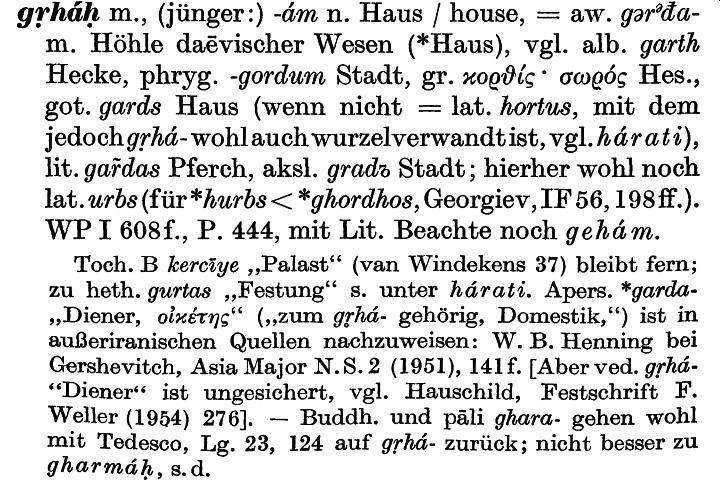 gṛháḥ m., (jünger:) -ám n. Haus / house, = aw. gərᵊδa-
m. Höhle daēvischer Wesen (*Haus), vgl. alb. garth
Hecke, phryg. -gordum Stadt, gr. κορθίς· σωρός Hes.,
got. gards Haus (wenn nicht = lat. hortus, mit dem
jedoch gṛhá- wohl auch wurzelverwandt ist, vgl. hárati),
lit. gar̃das Pferch, aksl. gradъ Stadt; hierher wohl noch
lat. urbs (für *hurbs < *ghordhos, Georgiev, IF 56, 198 ff.).
WP I 608 f., P. 444, mit Lit. Beachte noch gehám.
Toch. B kercīye „Palast“ (van Windekens 37) bleibt fern;
zu heth. gurtas „Festung“ s. unter hárati. Apers. *garda-
„Diener, οἰκέτης“ („zum gṛhá- gehörig, Domestik,“) ist in
außeriranischen Quellen nachzuweisen: W. B. Henning bei
Gershevitch, Asia Major N. S. 2 (1951), 141 f. [Aber ved. gṛhá-
“Diener“ ist ungesichert, vgl. Hauschild, Festschrift F.
Weller (1954) 276]. — Buddh. und pāli ghara- gehen wohl
mit Tedesco, Lg. 23, 124 auf gṛhá- zurück; nicht besser zu
gharmáḥ, s. d.